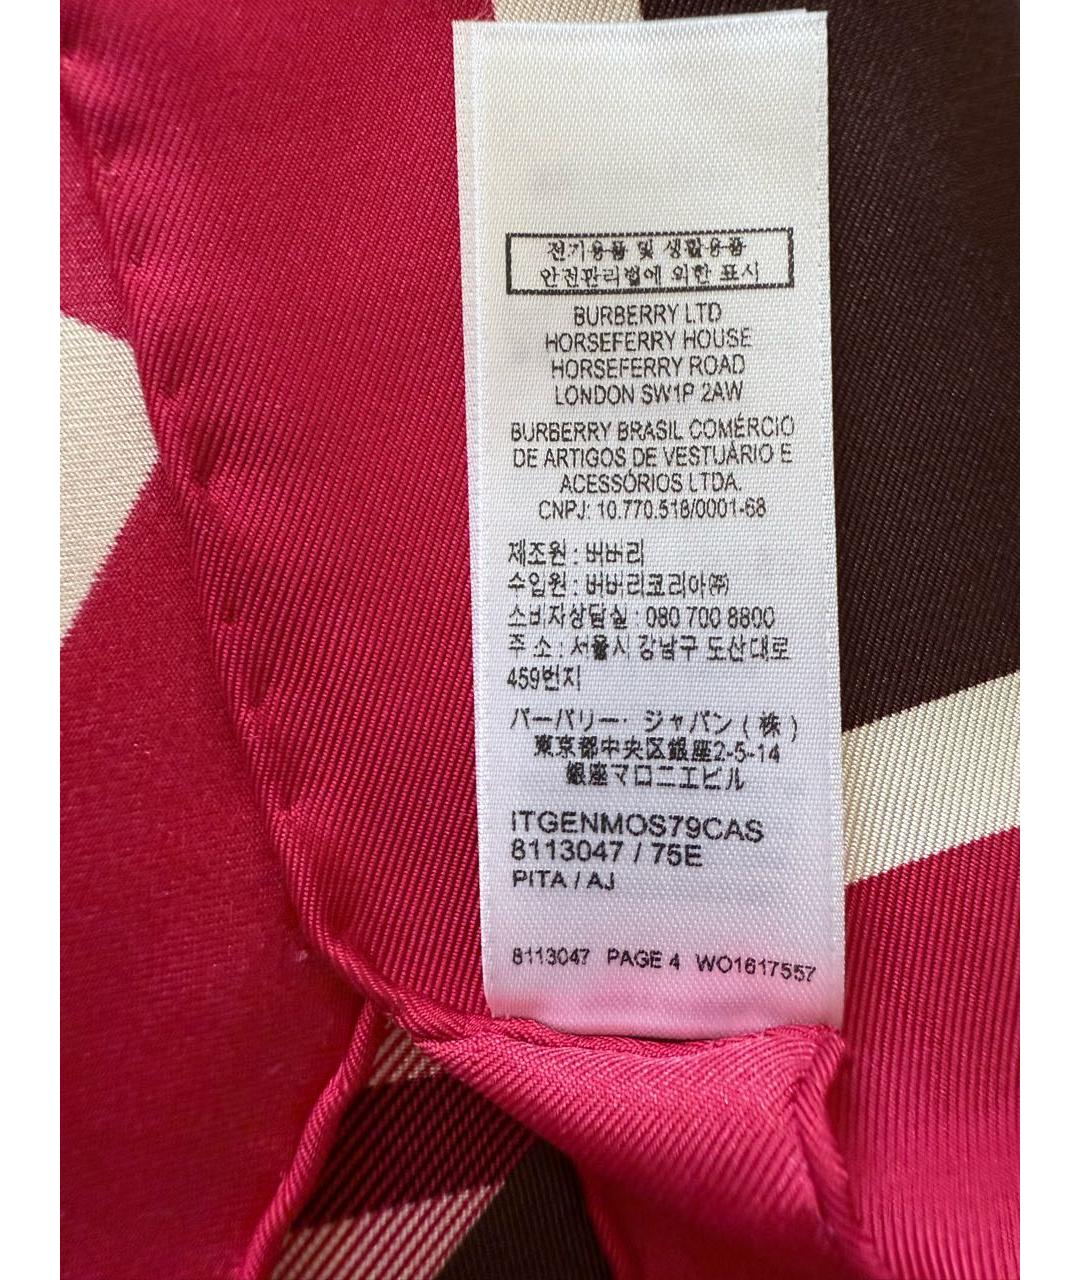 전기용품 및 생활용품
안전관리법에 의한 표시
BURBERRY LTD
HORSEFERRY HOUSE
HORSEFERRY ROAD
LONDON SW1P 2AW
BURBERRY BRASIL COMÉRCIO
DE ARTIGOS DE VESTUÁRIO E
ACESSÓRIOS LTDA.
CNPJ: 10.770.518/0001-68
제조원 : 버버리
수입원 : 버버리코리아㈜
소비자상담실 : 080 700 8800
주 소 : 서울시 강남구 도산대로
459번지
バーバリー・ジャパン ( 株 )
東京都中央区銀座2-5-14
銀座マロニエビル
ITGENMOS79CAS
8113047 / 75E
PITA / AJ
8113047 PAGE 4 WO1617557